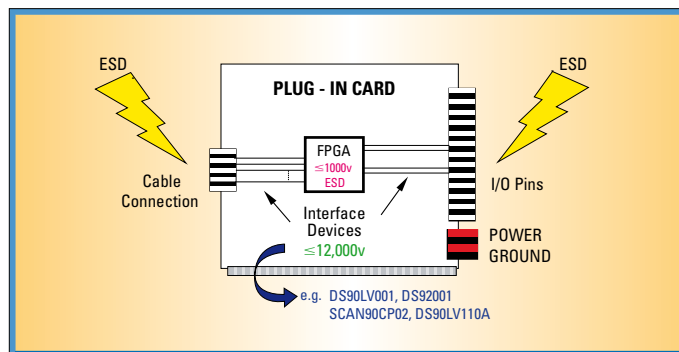 ESD
ESD
PLUG - IN CARD
FPGA
≤1000v
ESD
Cable
Connection
I/O Pins
Interface
Devices
≤12,000v
POWER
GROUND
e.g. DS90LV001, DS92001
SCAN90CP02, DS90LV110A